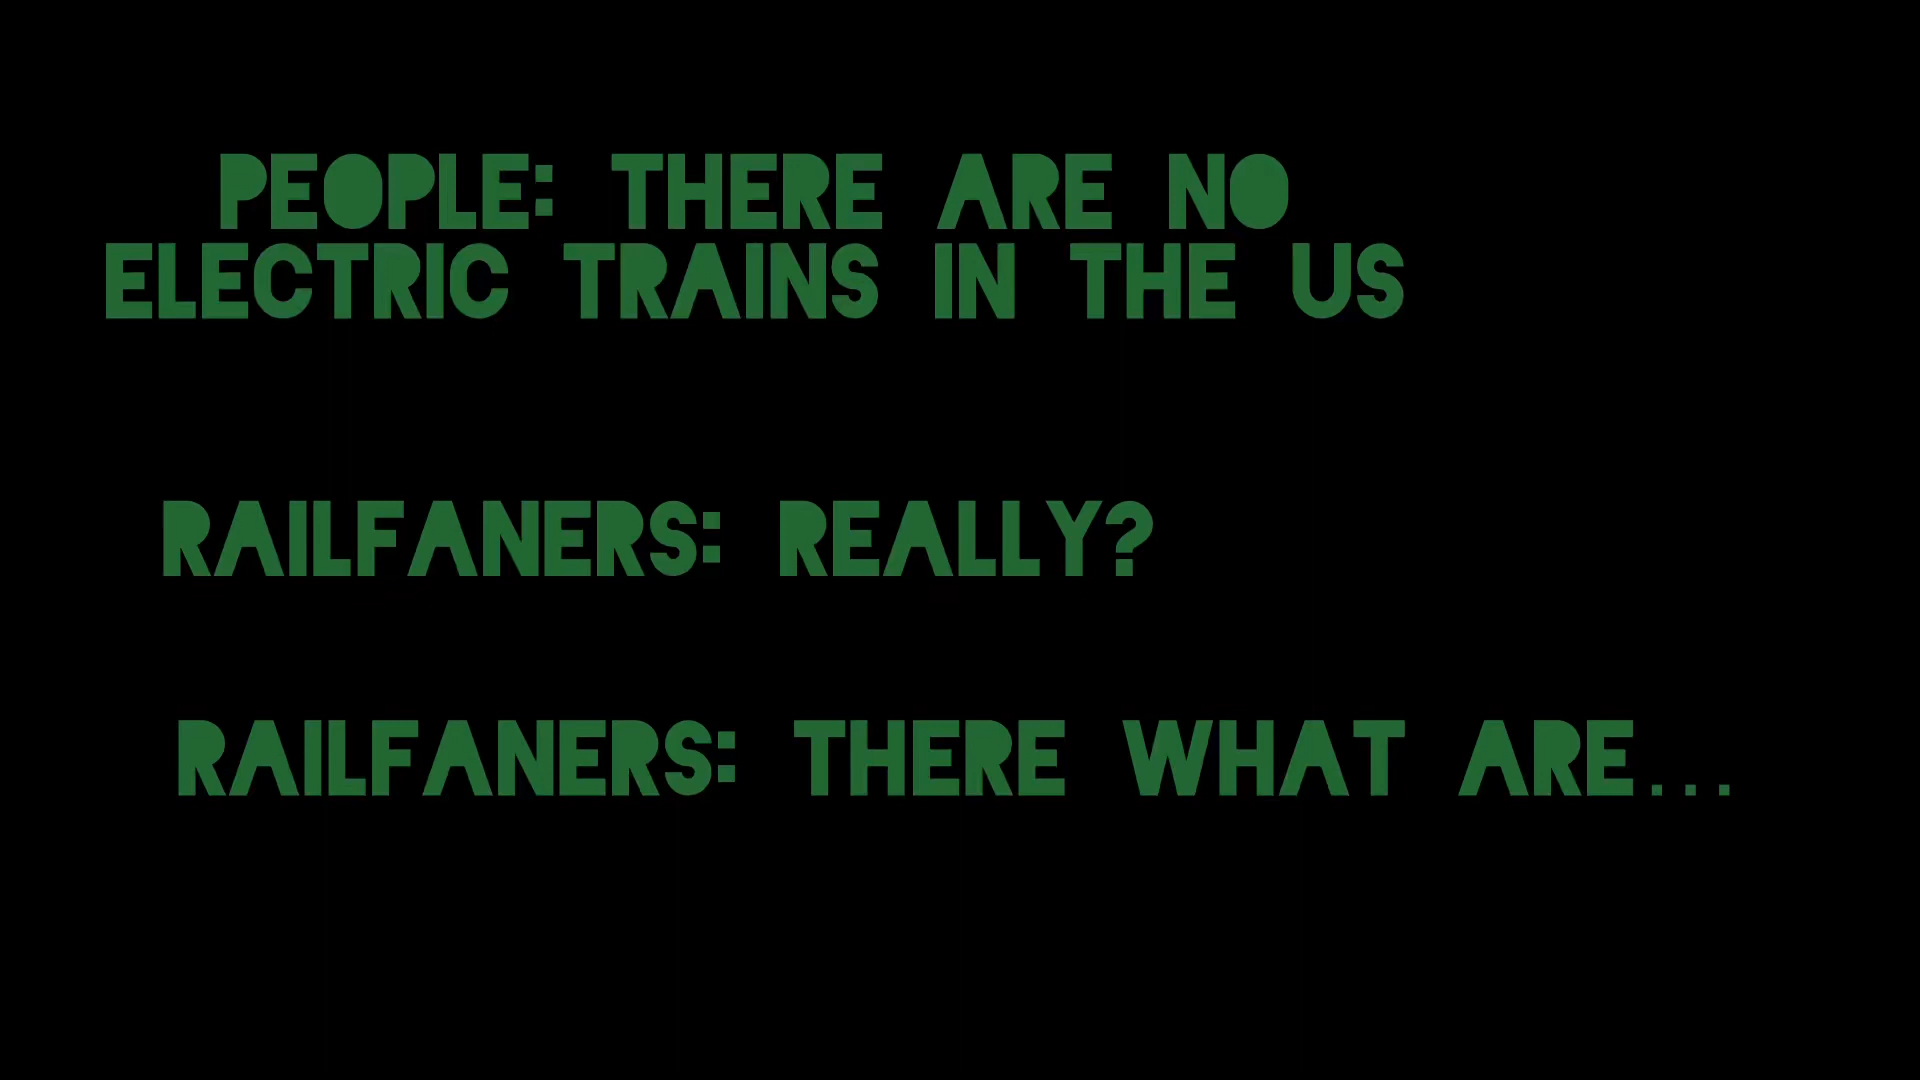 PEOPLE: THERE ARE NO
ELECTRIC TRAINS IN THE US
RAILFANERS: REALLY?
RAILFANERS: THERE WHAT ARE...